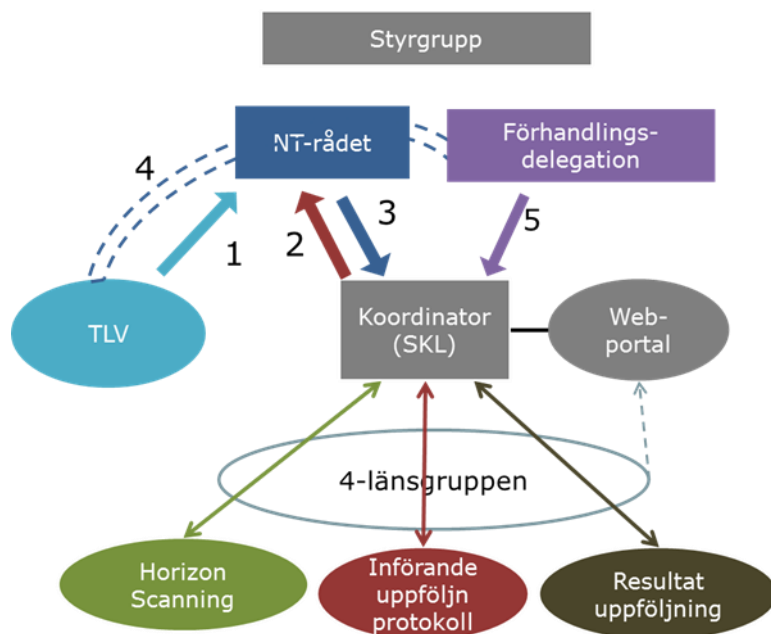 Styrgrupp
NT-rådet
Förhandlings-
delegation
4
1
2
3
5
TLV
Koordinator
(SKL)
Web-
portal
4-länsgruppen
Horizon
Scanning
Införande
uppföljn
protokoll
Resultat
uppföljning